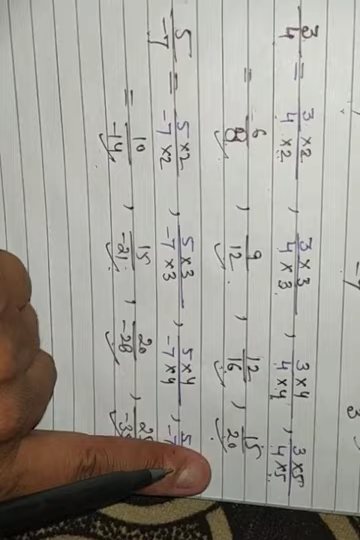 3/4 = 3×2/4×2 , 3×3/4×3 , 3×4/4×4 , 3×5/4×5
= 6/8 , 9/12 , 12/16 , 15/20
5/-7 = 5×2/-7×2 , 5×3/-7×3 , 5×4/-7×4 , 5/-7
= 10/-14 , 15/-21 , 20/-28 ,